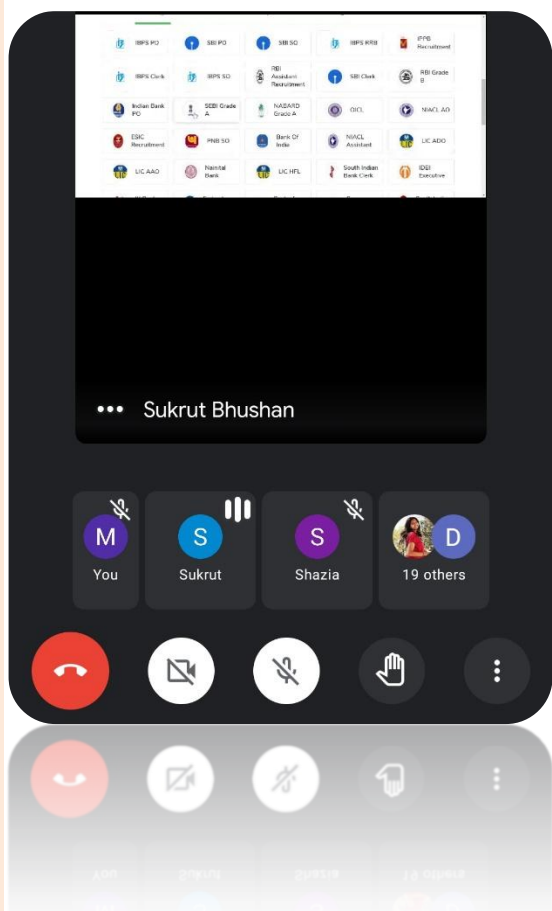 IBPS PO
SBI PO
SBI SO
IBPS RRB
IPPB
Recruitment
IBPS Clerk
IBPS SO
RBI
Assistant
Recruitment
SBI Clerk
RBI Grade
B
Indian Bank
PO
SEBI Grade
A
NABARD
Grade A
OICL
NIACL AO
ESIC
Recruitment
PNB SO
Bank Of
India
NIACL
Assistant
LIC ADO
LIC AAO
Nainital
Bank
LIC HFL
South Indian
Bank Clerk
IDBI
Executive
Sukrut Bhushan
M
You
S
Sukrut
S
Shazia
D
19 others